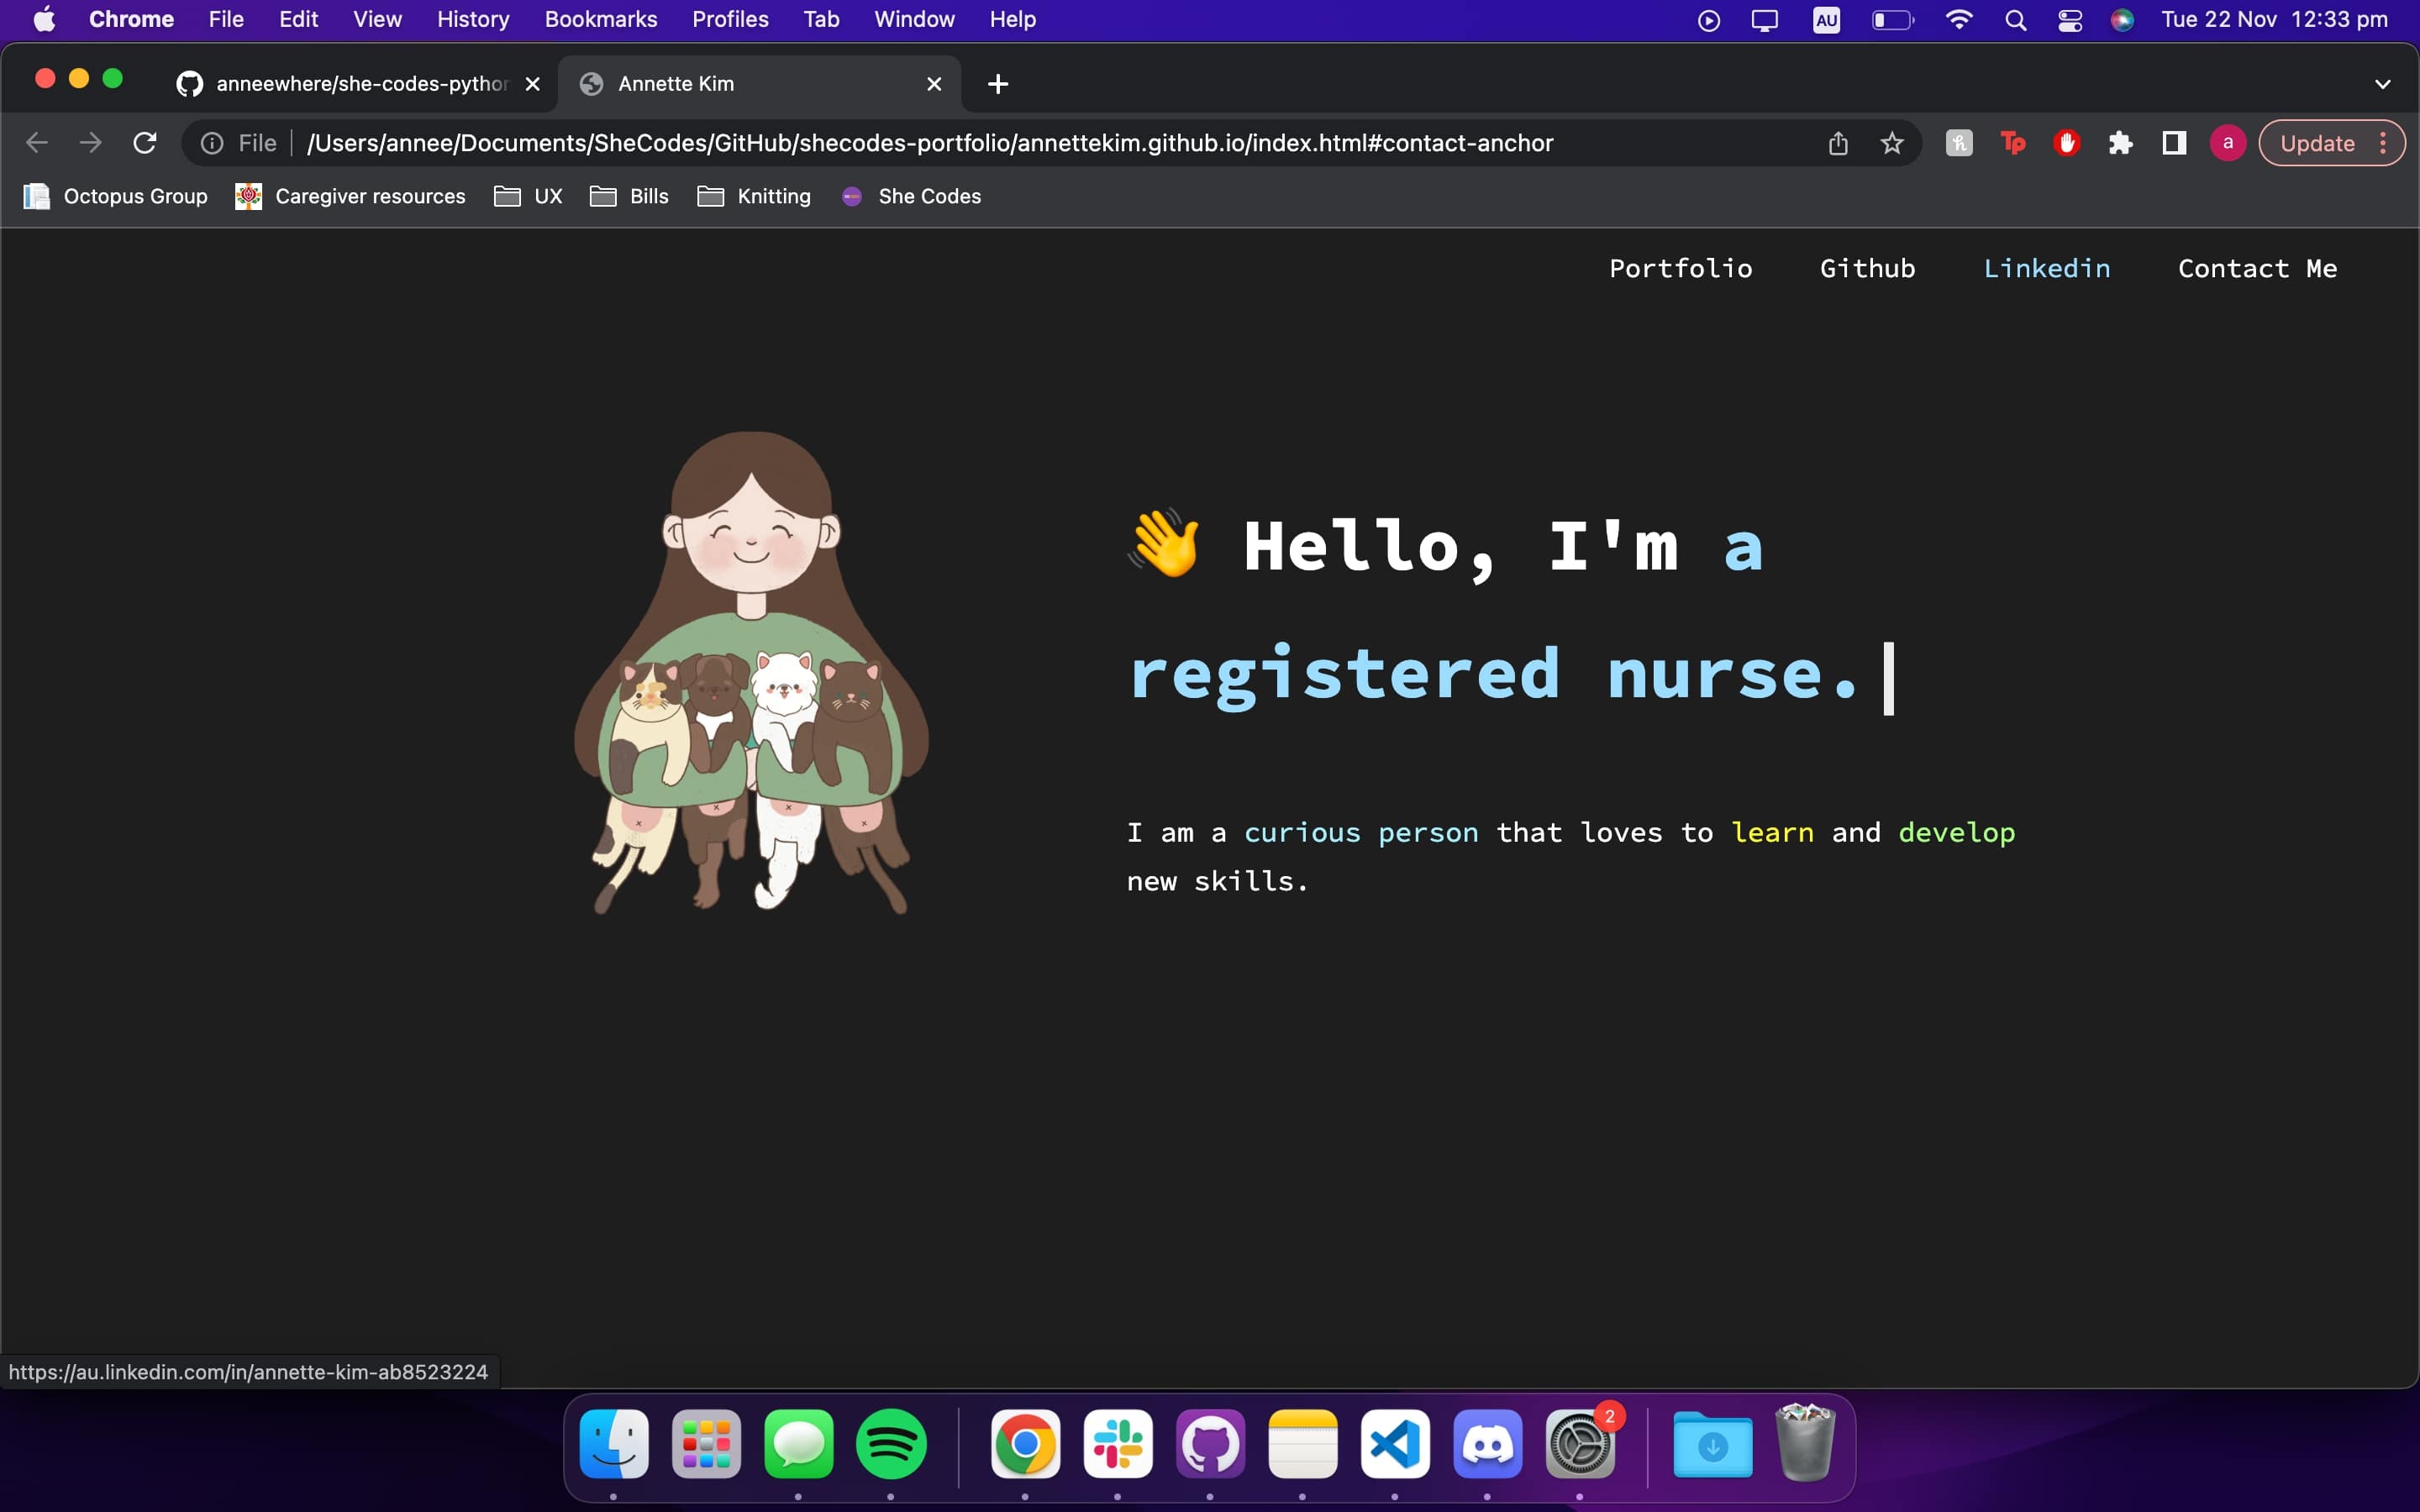 Chrome File Edit View History Bookmarks Profiles Tab Window Help AU Tue 22 Nov 12:33 pm
anneewhere/she-codes-pytho Annette Kim
File /Users/annee/Documents/SheCodes/GitHub/shecodes-portfolio/annettekim.github.io/index.html#contact-anchor Tp a Update
Octopus Group Caregiver resources UX Bills Knitting She Codes
Portfolio Github Linkedin Contact Me
👋 Hello, I'm a
registered nurse.
I am a curious person that loves to learn and develop
new skills.
https://au.linkedin.com/in/annette-kim-ab8523224
2